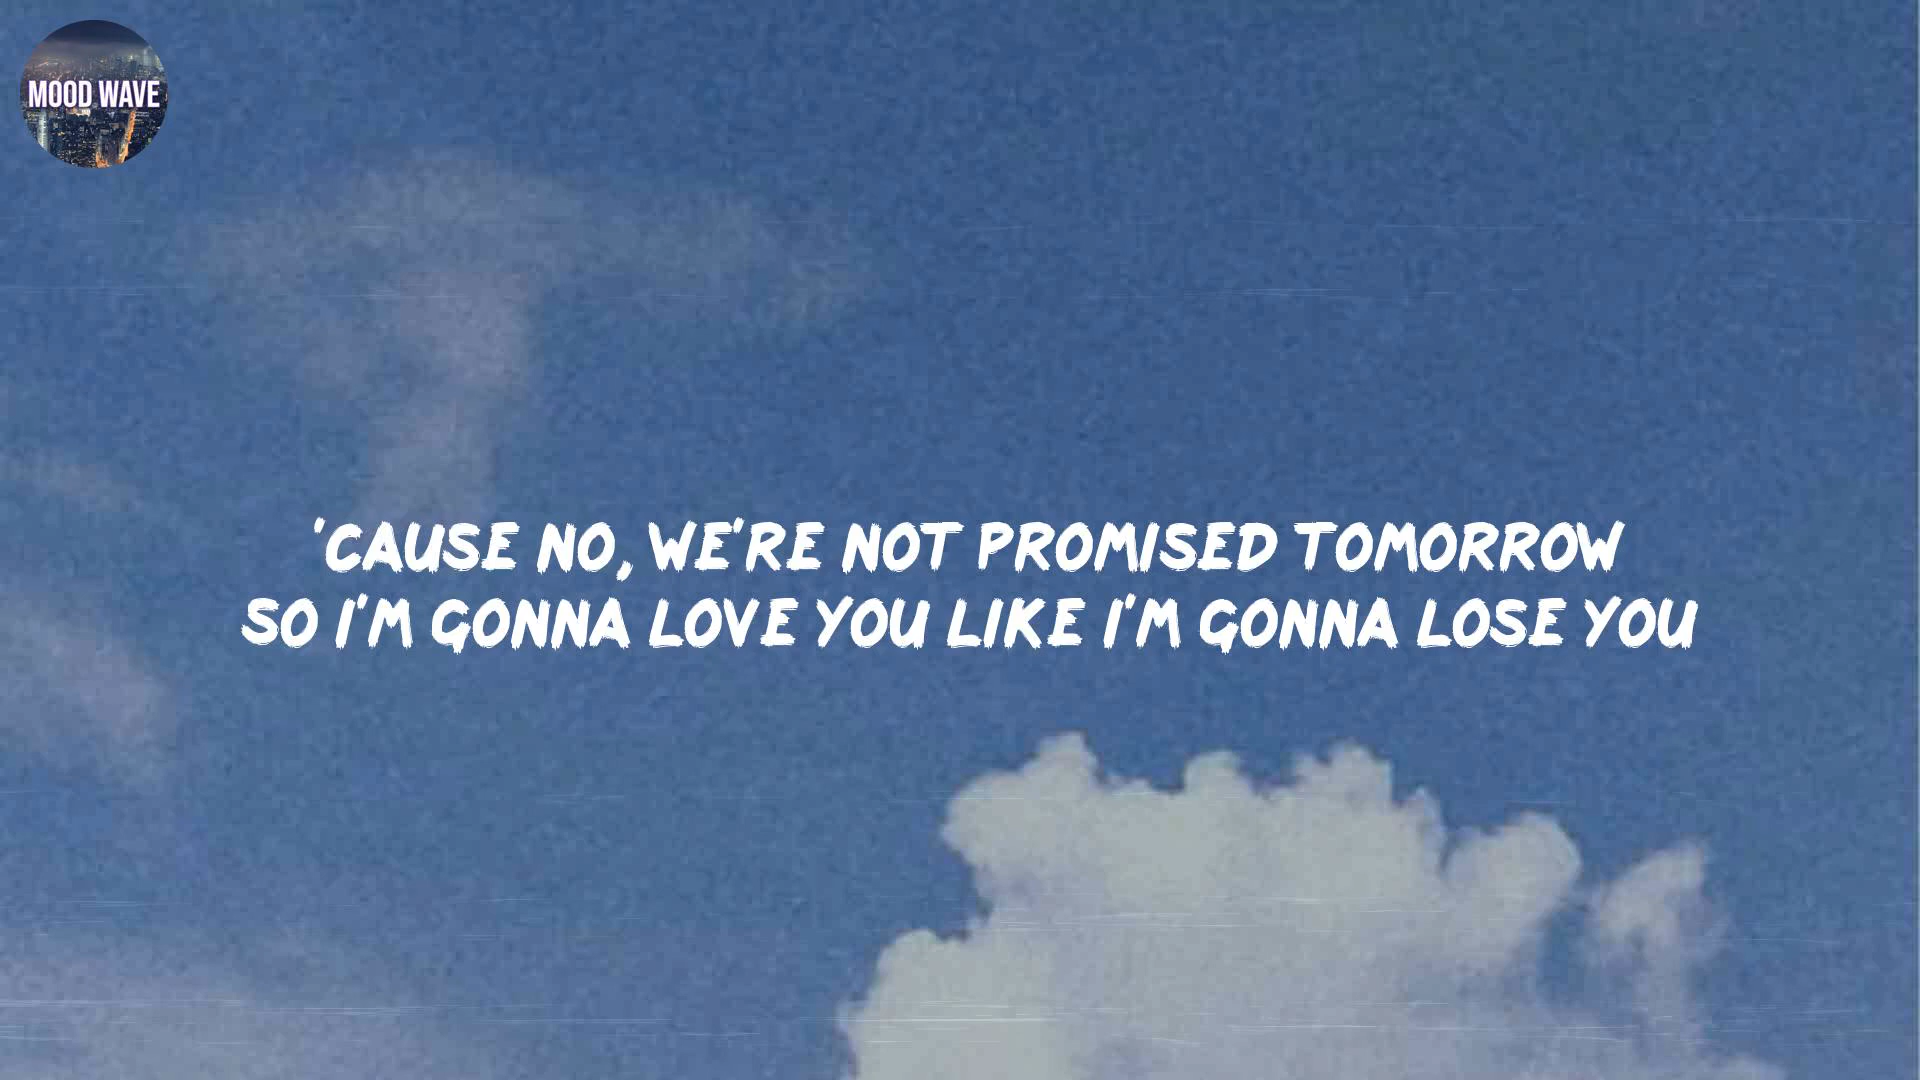 MOOD WAVE
'CAUSE NO, WE'RE NOT PROMISED TOMORROW
SO I'M GONNA LOVE YOU LIKE I'M GONNA LOSE YOU